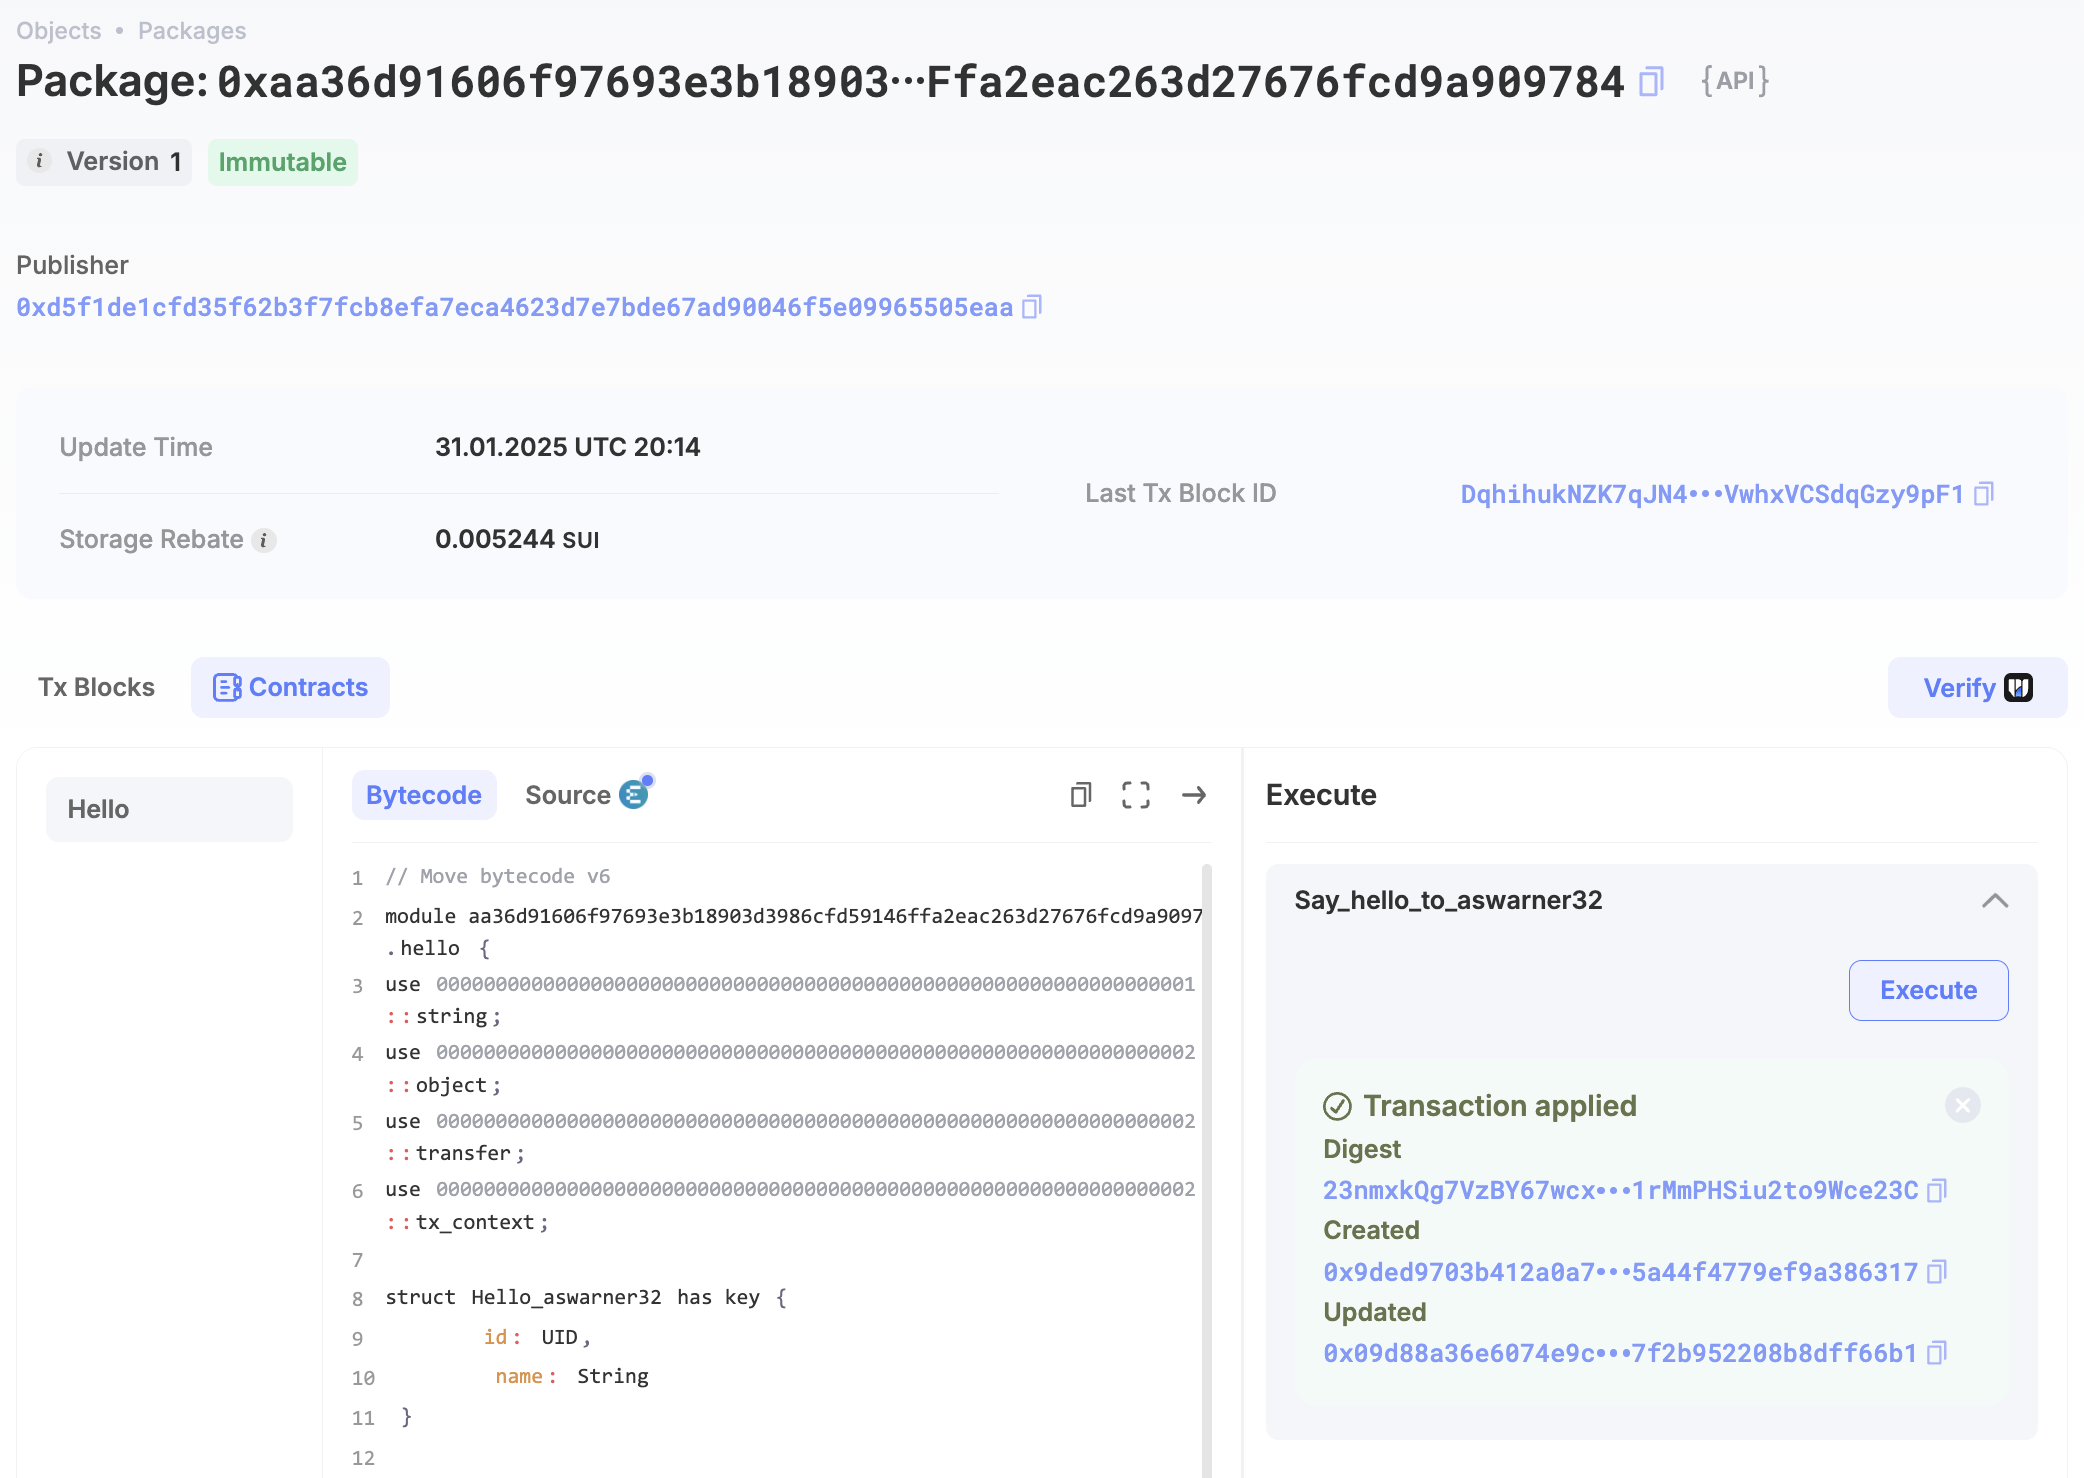 Objects • Packages
Package: 0xaa36d91606f97693e3b18903···Ffa2eac263d27676fcd9a909784 {API}
i Version 1 Immutable
Publisher
0xd5f1de1cfd35f62b3f7fcb8efa7eca4623d7e7bde67ad90046f5e09965505eaa
Update Time 31.01.2025 UTC 20:14
Storage Rebate i 0.005244 SUI
Last Tx Block ID DqhihukNZK7qJN4•••VwhxVCSdqGzy9pF1
Tx Blocks Contracts Verify
Hello
Bytecode Source
1 // Move bytecode v6
2 module aa36d91606f97693e3b18903d3986cfd59146ffa2eac263d27676fcd9a9097
.hello {
3 use 0000000000000000000000000000000000000000000000000000000000000001
::string;
4 use 0000000000000000000000000000000000000000000000000000000000000002
::object;
5 use 0000000000000000000000000000000000000000000000000000000000000002
::transfer;
6 use 0000000000000000000000000000000000000000000000000000000000000002
::tx_context;
7
8 struct Hello_aswarner32 has key {
9 id: UID,
10 name: String
11 }
12
Execute
Say_hello_to_aswarner32
Execute
Transaction applied
Digest
23nmxkQg7VzBY67wcx•••1rMmPHSiu2to9Wce23C
Created
0x9ded9703b412a0a7•••5a44f4779ef9a386317
Updated
0x09d88a36e6074e9c•••7f2b952208b8dff66b1